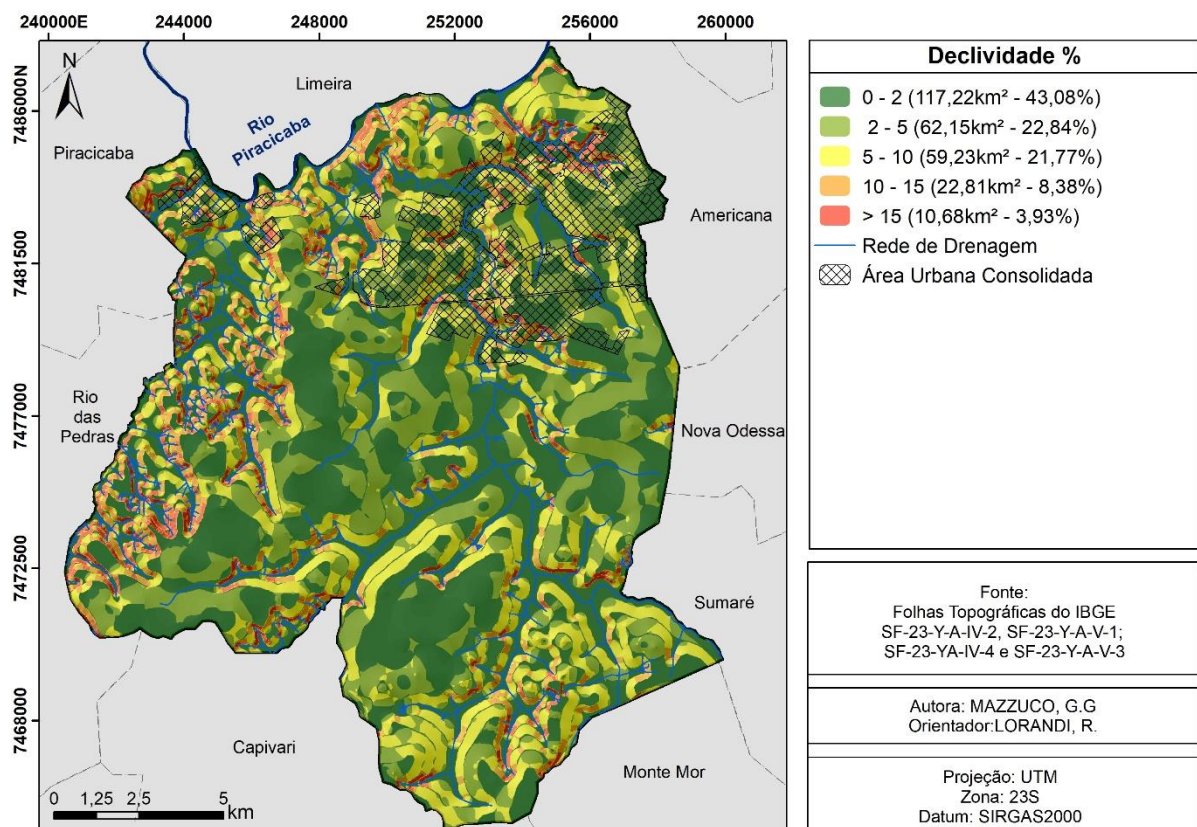 240000E 244000 248000 252000 256000 260000
7486000N
7481500
7477000
7472500
7468000
N
Limeira
Rio
Piracicaba
Piracicaba
Americana
Rio
das
Pedras
Nova Odessa
Sumaré
Capivari
Monte Mor
0 1,25 2,5 5
km
Declividade %
0 - 2 (117,22km² - 43,08%)
2 - 5 (62,15km² - 22,84%)
5 - 10 (59,23km² - 21,77%)
10 - 15 (22,81km² - 8,38%)
> 15 (10,68km² - 3,93%)
Rede de Drenagem
Área Urbana Consolidada
Fonte:
Folhas Topográficas do IBGE
SF-23-Y-A-IV-2, SF-23-Y-A-V-1;
SF-23-YA-IV-4 e SF-23-Y-A-V-3
Autora: MAZZUCO, G.G
Orientador:LORANDI, R.
Projeção: UTM
Zona: 23S
Datum: SIRGAS2000